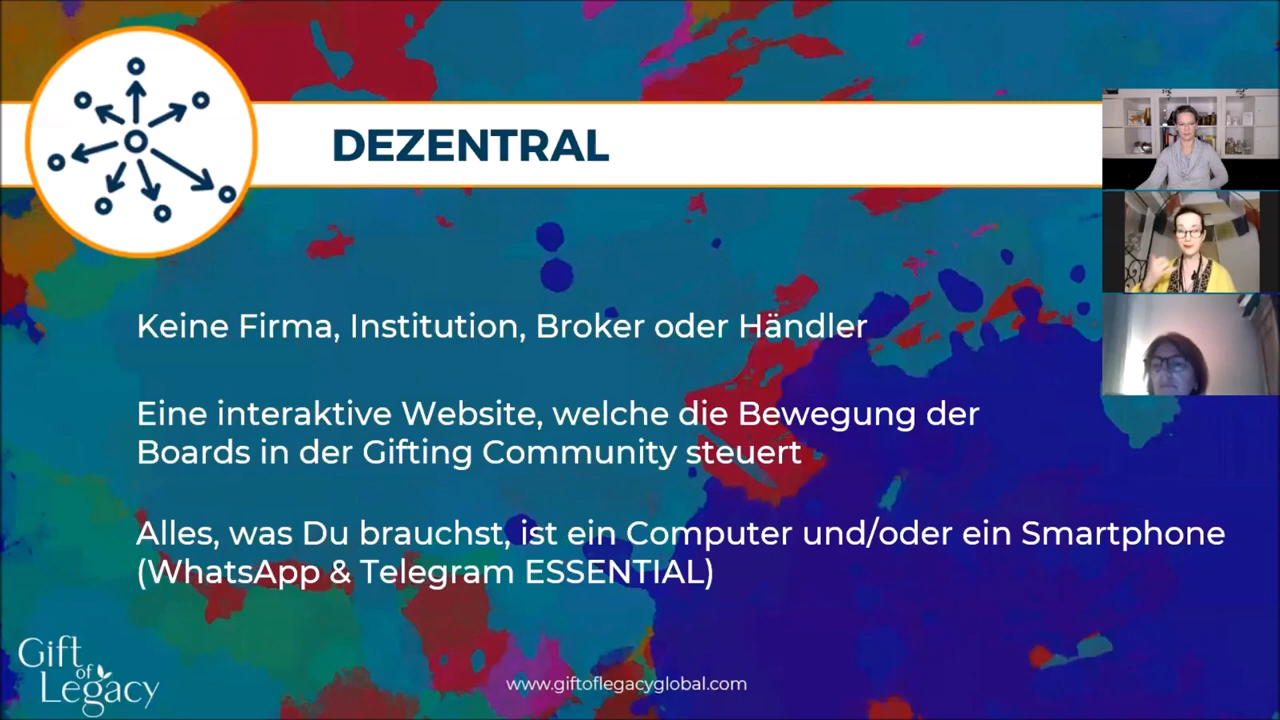 DEZENTRAL
Keine Firma, Institution, Broker oder Händler
Eine interaktive Website, welche die Bewegung der
Boards in der Gifting Community steuert
Alles, was Du brauchst, ist ein Computer und/oder ein Smartphone
(WhatsApp & Telegram ESSENTIAL)
Gift
of
Legacy
www.giftoflegacyglobal.com